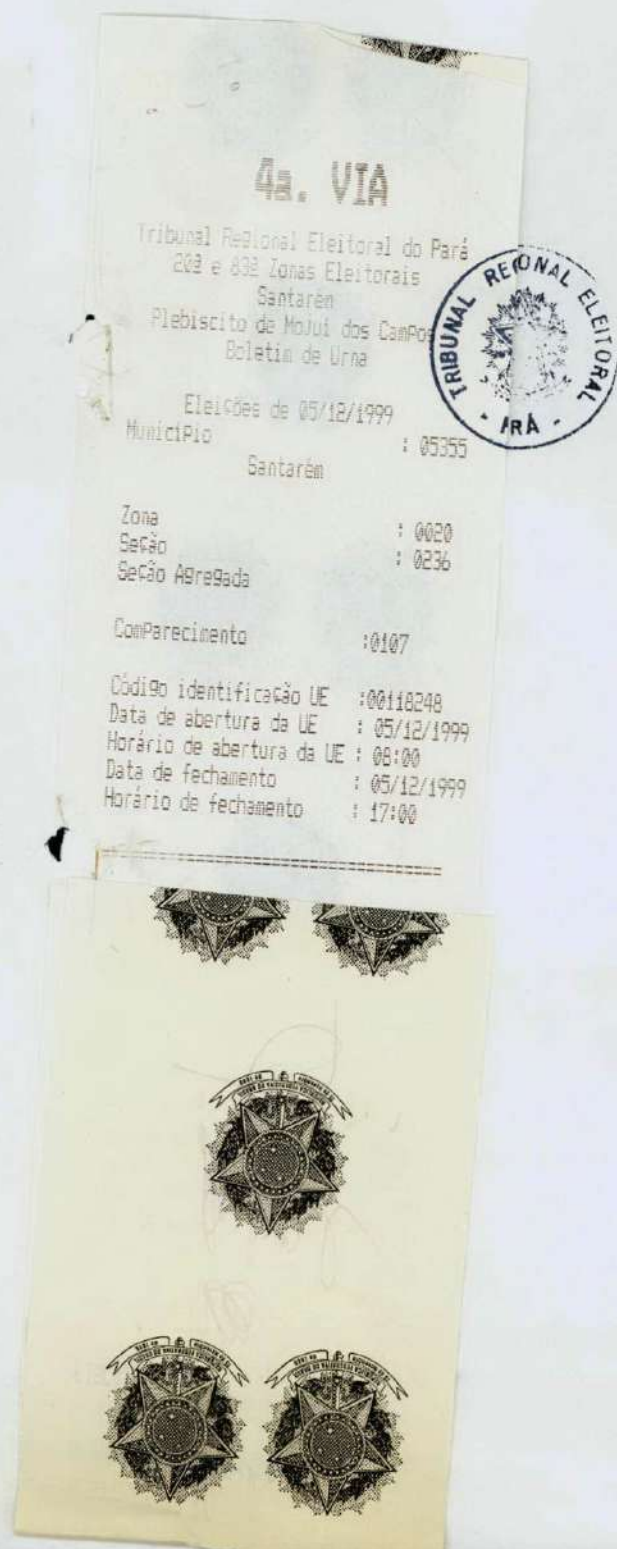 4a. VIA
Tribunal Regional Eleitoral do Pará
20ª e 83ª Zonas Eleitorais
Santarém
Plebiscito de Mojui dos Campos
Boletim de Urna
TRIBUNAL REGIONAL ELEITORAL
Eleições de 05/12/1999
Município : 05355
Santarém
Zona : 0020
Seção : 0236
Seção Agregada
Comparecimento :0107
Código identificação UE :00118248
Data de abertura da UE : 05/12/1999
Horário de abertura da UE : 08:00
Data de fechamento : 05/12/1999
Horário de fechamento : 17:00